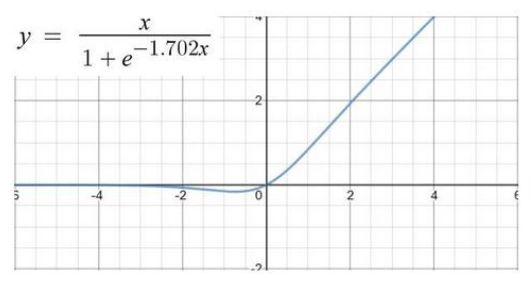 y = x / (1 + e^{-1.702x})
4
2
6 -4 -2 0 2 4 6
-2